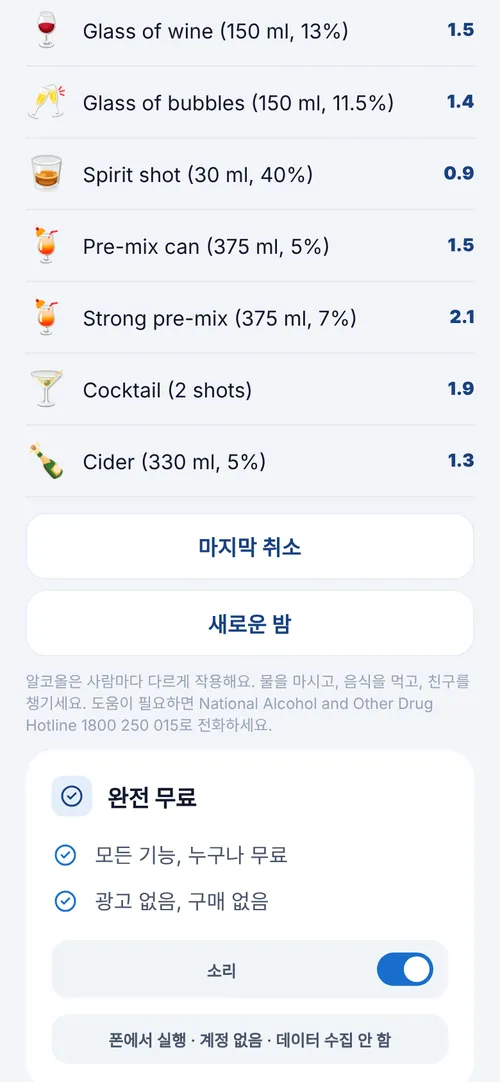 Glass of wine (150 ml, 13%) 1.5
Glass of bubbles (150 ml, 11.5%) 1.4
Spirit shot (30 ml, 40%) 0.9
Pre-mix can (375 ml, 5%) 1.5
Strong pre-mix (375 ml, 7%) 2.1
Cocktail (2 shots) 1.9
Cider (330 ml, 5%) 1.3
마지막 취소
새로운 밤
알코올은 사람마다 다르게 작용해요. 물을 마시고, 음식을 먹고, 친구를
챙기세요. 도움이 필요하면 National Alcohol and Other Drug
Hotline 1800 250 015로 전화하세요.
완전 무료
모든 기능, 누구나 무료
광고 없음, 구매 없음
소리
폰에서 실행 · 계정 없음 · 데이터 수집 안 함